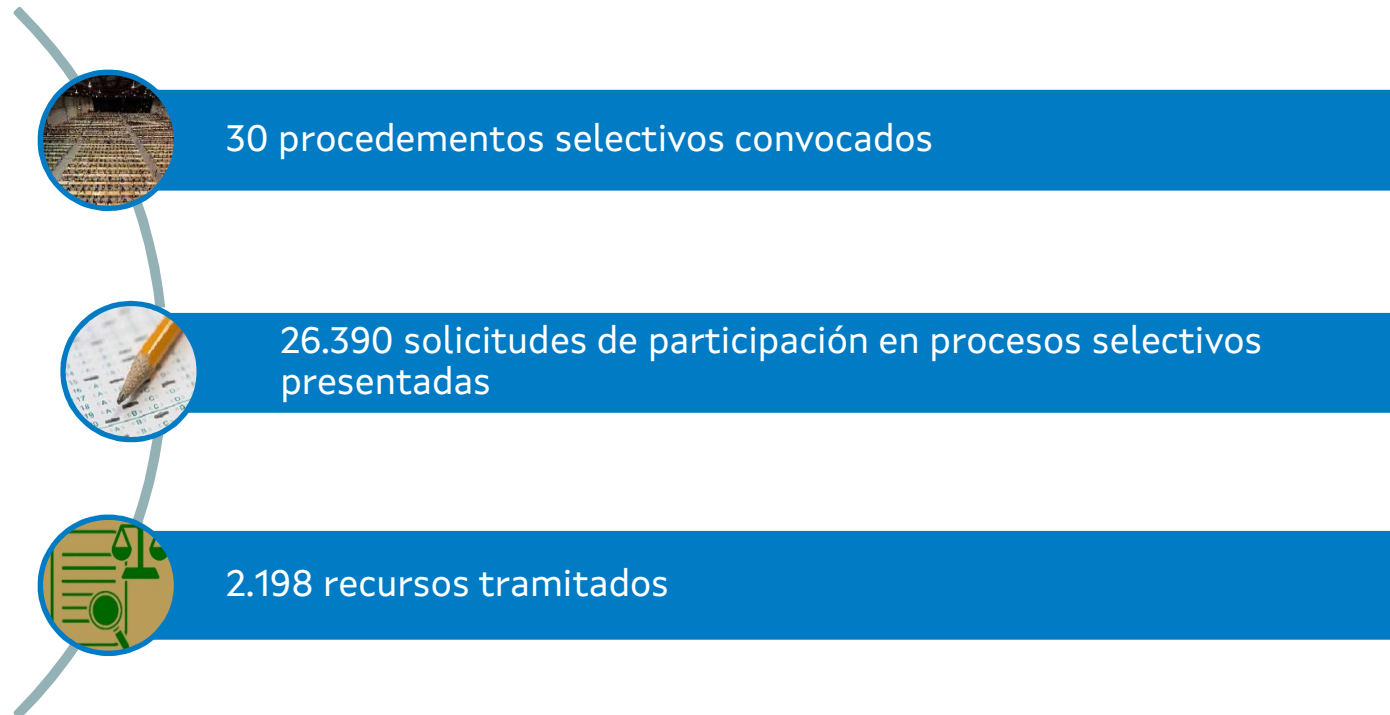 30 procedementos selectivos convocados
26.390 solicitudes de participación en procesos selectivos
presentadas
2.198 recursos tramitados